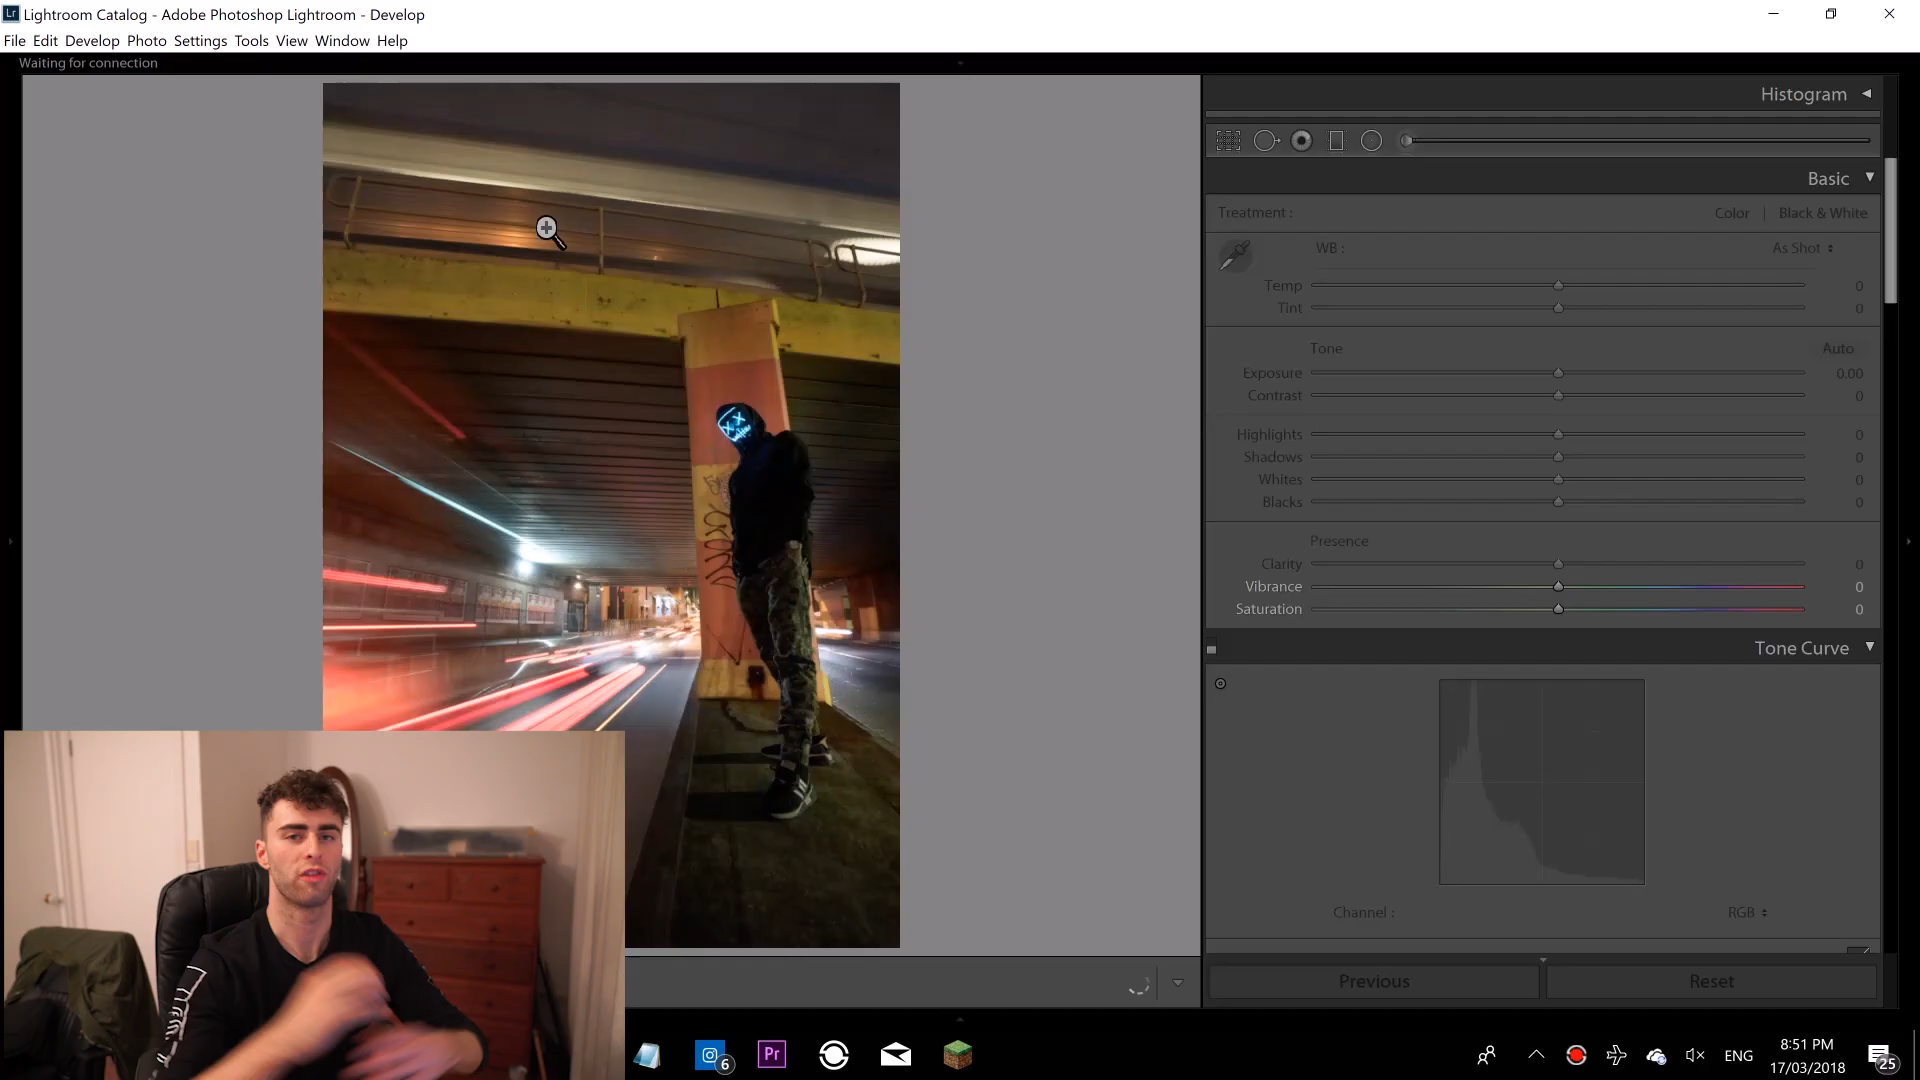 Lr Lightroom Catalog - Adobe Photoshop Lightroom - Develop
File Edit Develop Photo Settings Tools View Window Help
Waiting for connection
Histogram
Basic
Treatment : Color | Black & White
WB : As Shot
Temp 0
Tint 0
Tone Auto
Exposure 0.00
Contrast 0
Highlights 0
Shadows 0
Whites 0
Blacks 0
Presence
Clarity 0
Vibrance 0
Saturation 0
Tone Curve
Channel : RGB
Previous Reset
6 Pr ENG 8:51 PM 25
17/03/2018